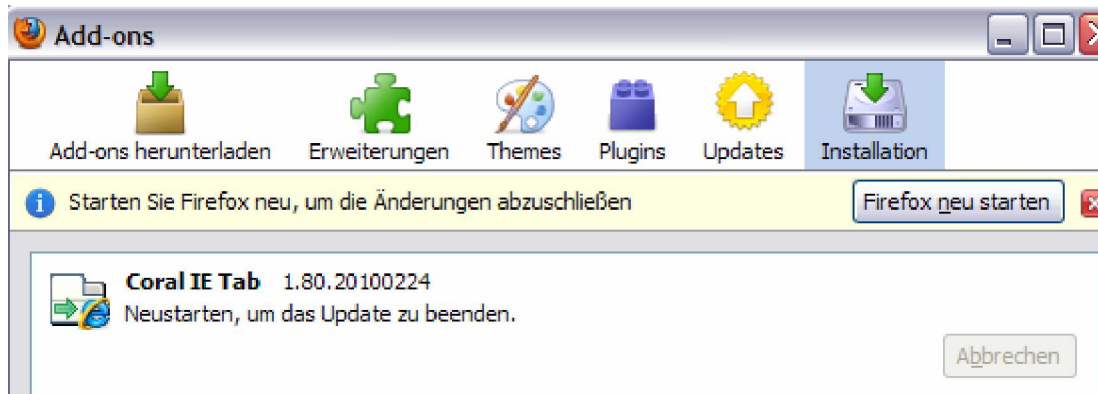 Add-ons
Add-ons herunterladen Erweiterungen Themes Plugins Updates Installation
Starten Sie Firefox neu, um die Änderungen abzuschließen Firefox neu starten
Coral IE Tab 1.80.20100224
Neustarten, um das Update zu beenden.
Abbrechen